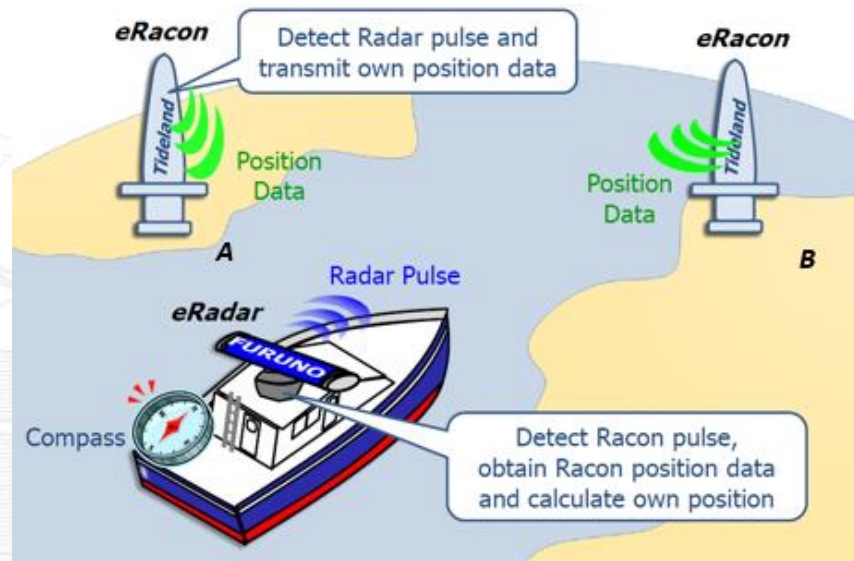 eRacon
Detect Radar pulse and
transmit own position data
eRacon
Tideland
Position
Data
Tideland
Position
Data
A
B
Radar Pulse
eRadar
FURUNO
Compass
Detect Racon pulse,
obtain Racon position data
and calculate own position